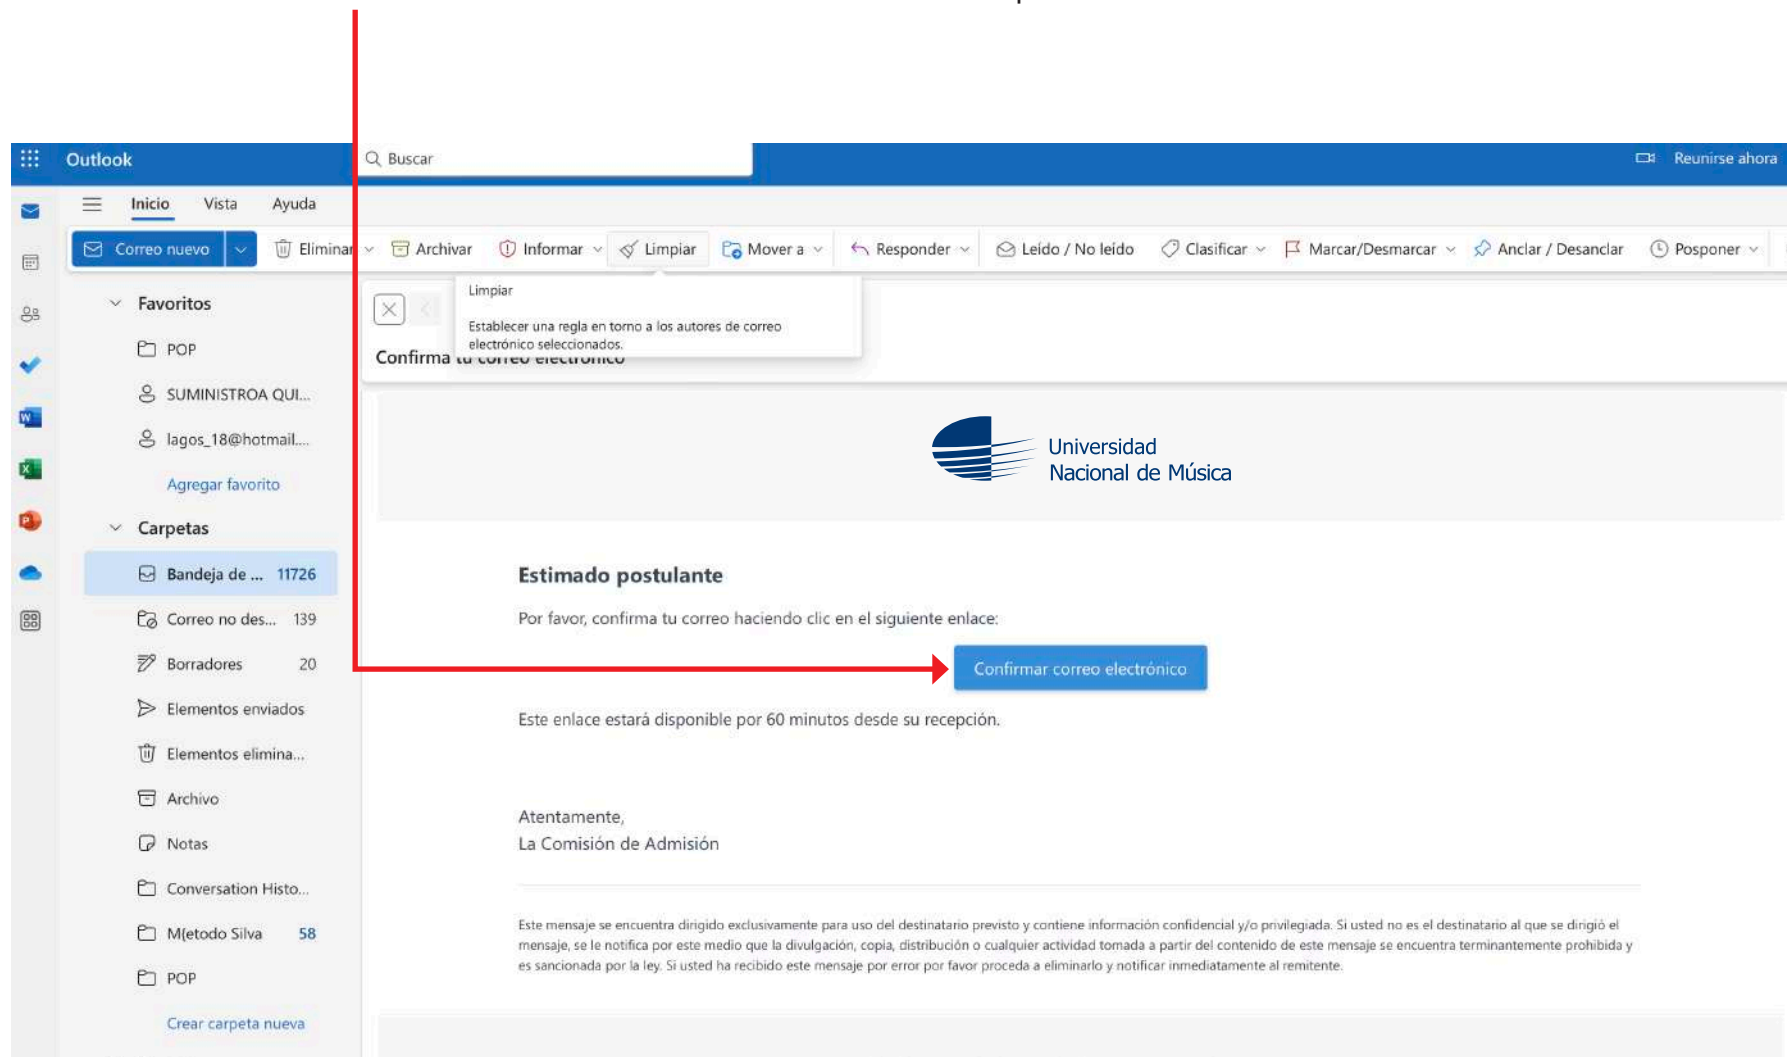 Outlook
Buscar
Reunirse ahora
Inicio Vista Ayuda
Correo nuevo Eliminar Archivar Informar Limpiar Mover a Responder Leído / No leído Clasificar Marcar/Desmarcar Anclar / Desanclar Posponer
Limpiar
Establecer una regla en torno a los autores de correo
electrónico seleccionados.
Confirma tu correo electrónico
Favoritos
POP
SUMINISTROA QUI...
lagos_18@hotmail....
Agregar favorito
Carpetas
Bandeja de ... 11726
Correo no des... 139
Borradores 20
Elementos enviados
Elementos elimina...
Archivo
Notas
Conversation Histo...
M(etodo Silva 58
POP
Crear carpeta nueva
Universidad
Nacional de Música
Estimado postulante
Por favor, confirma tu correo haciendo clic en el siguiente enlace:
Confirmar correo electrónico
Este enlace estará disponible por 60 minutos desde su recepción.
Atentamente,
La Comisión de Admisión
Este mensaje se encuentra dirigido exclusivamente para uso del destinatario previsto y contiene información confidencial y/o privilegiada. Si usted no es el destinatario al que se dirigió el
mensaje, se le notifica por este medio que la divulgación, copia, distribución o cualquier actividad tomada a partir del contenido de este mensaje se encuentra terminantemente prohibida y
es sancionada por la ley. Si usted ha recibido este mensaje por error por favor proceda a eliminarlo y notificar inmediatamente al remitente.